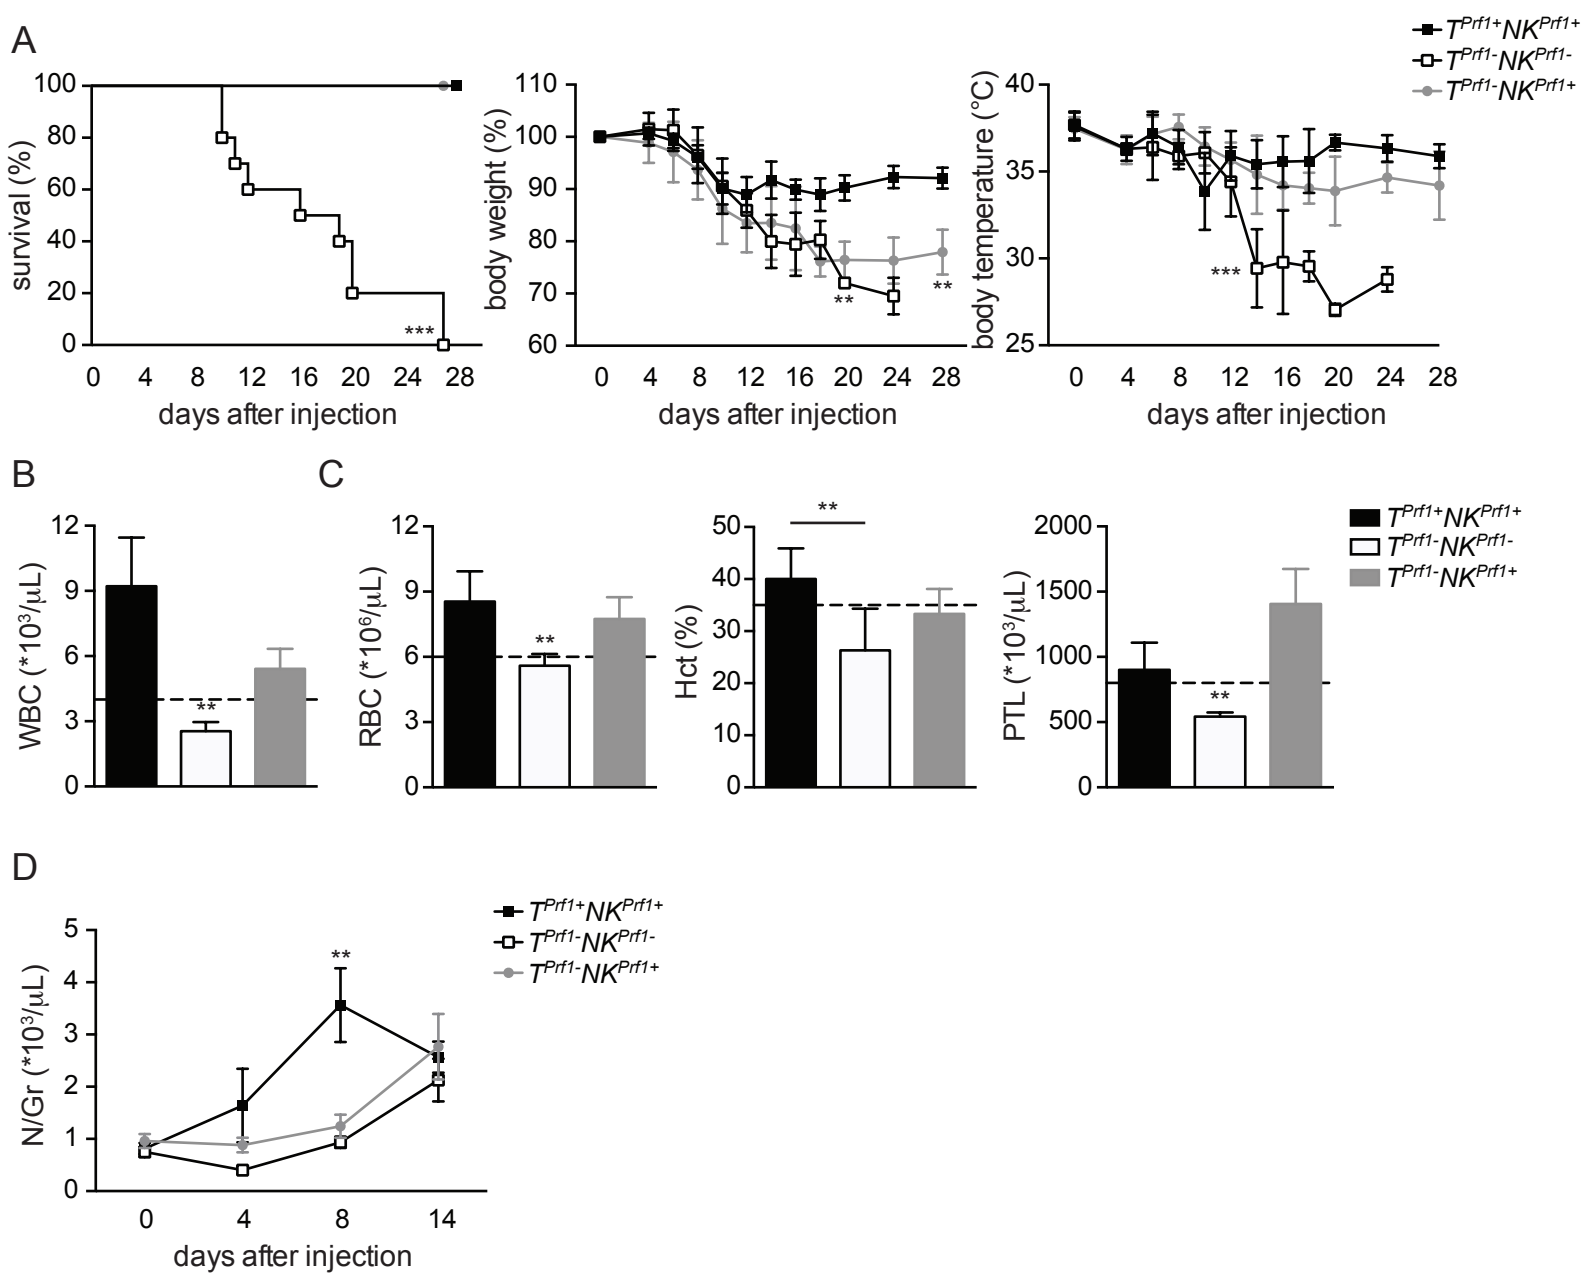 A
T^Prf1+NK^Prf1+
T^Prf1-NK^Prf1-
T^Prf1-NK^Prf1+
survival (%)
100
80
60
40
20
0
***
0 4 8 12 16 20 24 28
days after injection
body weight (%)
110
100
90
80
70
60
**
**
0 4 8 12 16 20 24 28
days after injection
body temperature (°C)
40
35
30
25
***
0 4 8 12 16 20 24 28
days after injection
B
WBC (*10³/µL)
12
9
6
3
0
**
C
RBC (*10⁶/µL)
12
9
6
3
0
**
Hct (%)
50
40
30
20
10
0
**
PTL (*10³/µL)
2000
1500
1000
500
0
**
T^Prf1+NK^Prf1+
T^Prf1-NK^Prf1-
T^Prf1-NK^Prf1+
D
N/Gr (*10³/µL)
5
4
3
2
1
0
**
0 4 8 14
days after injection
T^Prf1+NK^Prf1+
T^Prf1-NK^Prf1-
T^Prf1-NK^Prf1+